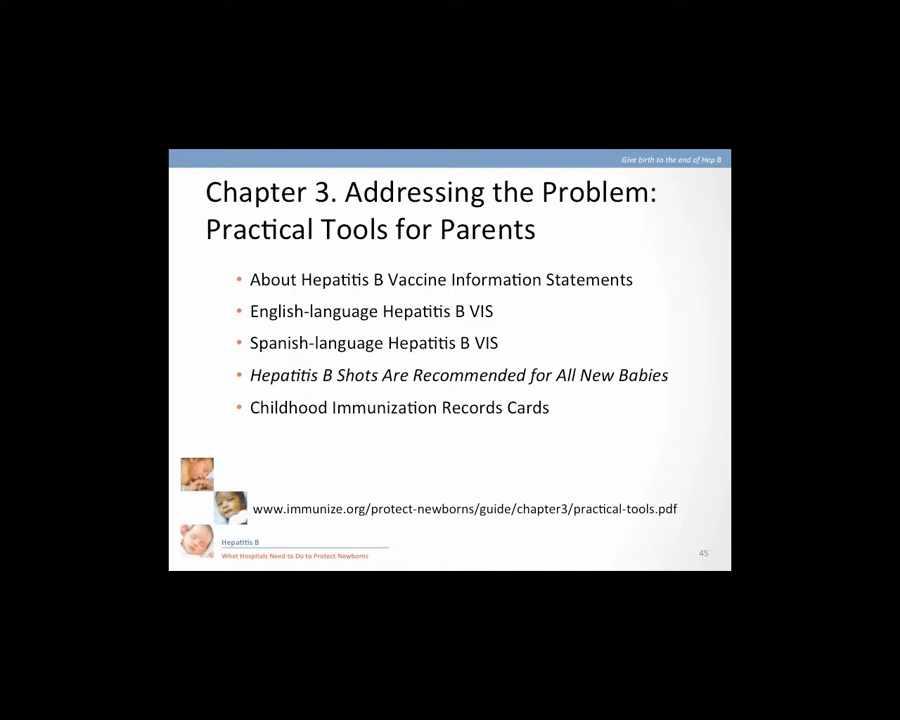 Give birth to the end of Hep B
Chapter 3. Addressing the Problem:
Practical Tools for Parents
• About Hepatitis B Vaccine Information Statements
• English-language Hepatitis B VIS
• Spanish-language Hepatitis B VIS
• Hepatitis B Shots Are Recommended for All New Babies
• Childhood Immunization Records Cards
www.immunize.org/protect-newborns/guide/chapter3/practical-tools.pdf
Hepatitis B
What Hospitals Need to Do to Protect Newborns
45